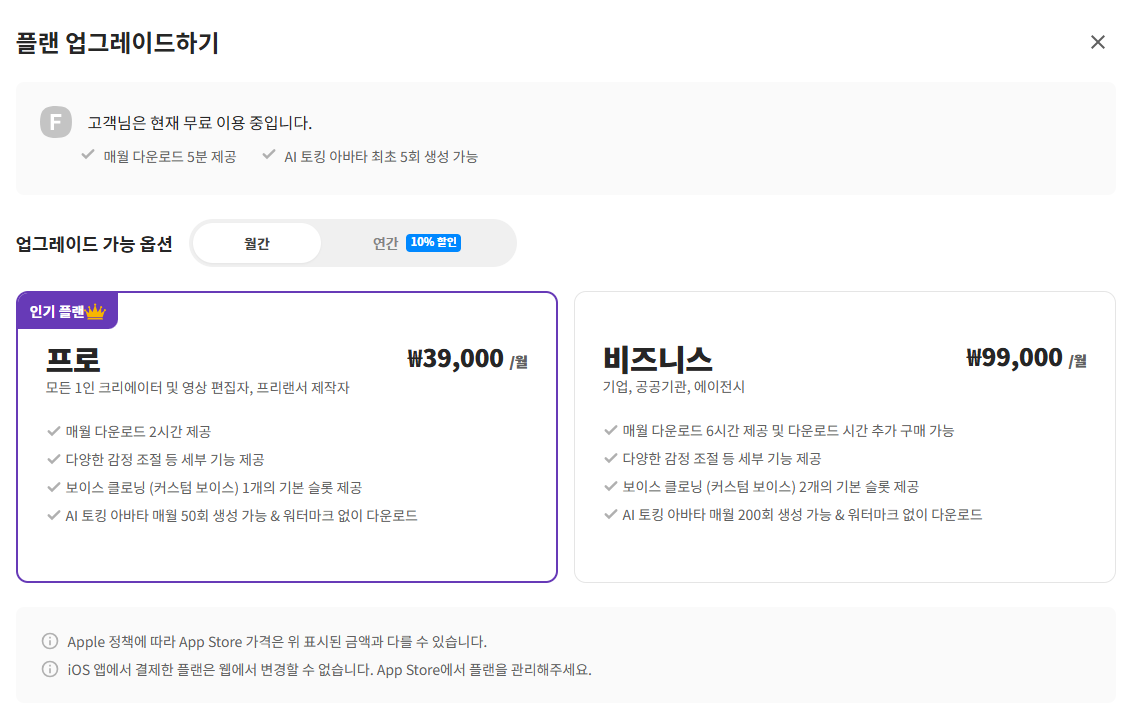 플랜 업그레이드하기
F
고객님은 현재 무료 이용 중입니다.
매월 다운로드 5분 제공 AI 토킹 아바타 최초 5회 생성 가능
업그레이드 가능 옵션 월간 연간 10% 할인
인기 플랜
프로 ₩39,000 /월
모든 1인 크리에이터 및 영상 편집자, 프리랜서 제작자
매월 다운로드 2시간 제공
다양한 감정 조절 등 세부 기능 제공
보이스 클로닝 (커스텀 보이스) 1개의 기본 슬롯 제공
AI 토킹 아바타 매월 50회 생성 가능 & 워터마크 없이 다운로드
비즈니스 ₩99,000 /월
기업, 공공기관, 에이전시
매월 다운로드 6시간 제공 및 다운로드 시간 추가 구매 가능
다양한 감정 조절 등 세부 기능 제공
보이스 클로닝 (커스텀 보이스) 2개의 기본 슬롯 제공
AI 토킹 아바타 매월 200회 생성 가능 & 워터마크 없이 다운로드
Apple 정책에 따라 App Store 가격은 위 표시된 금액과 다를 수 있습니다.
iOS 앱에서 결제한 플랜은 웹에서 변경할 수 없습니다. App Store에서 플랜을 관리해주세요.